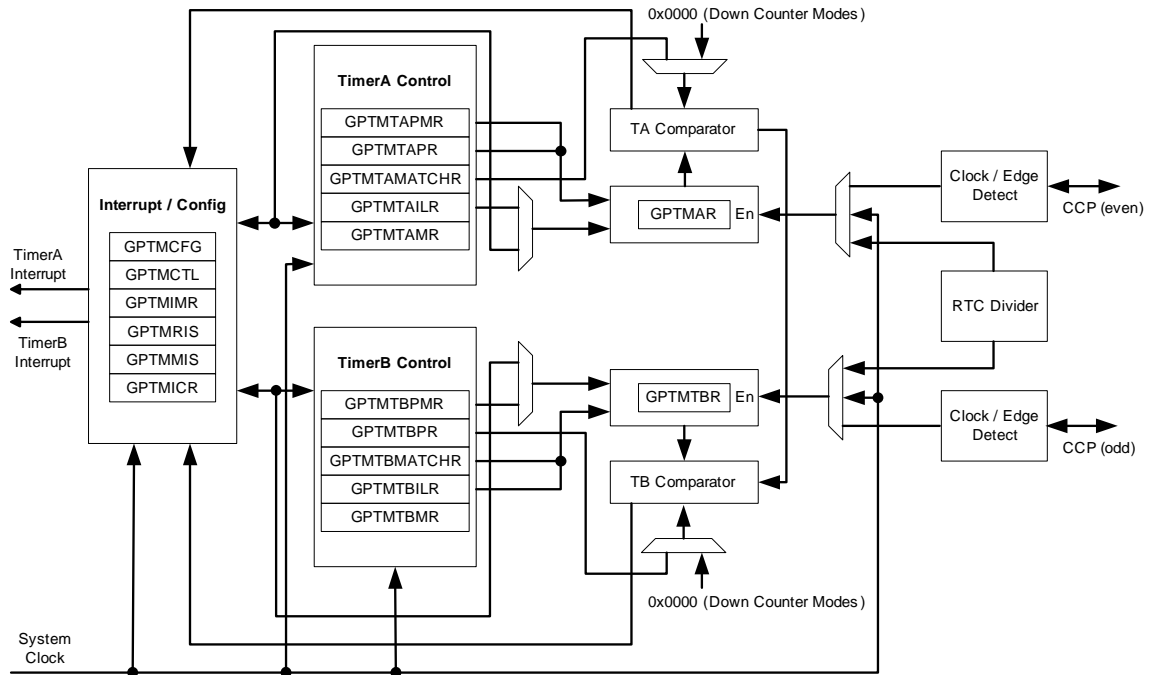 0x0000 (Down Counter Modes)
TimerA Control
GPTMTAPMR
GPTMTAPR
GPTMTAMATCHR
GPTMTAILR
GPTMTAMR
TA Comparator
GPTMAR
En
Clock / Edge
Detect
CCP (even)
Interrupt / Config
GPTMCFG
GPTMCTL
GPTMIMR
GPTMRIS
GPTMMIS
GPTMICR
TimerA
Interrupt
TimerB
Interrupt
RTC Divider
TimerB Control
GPTMTBPMR
GPTMTBPR
GPTMTBMATCHR
GPTMTBILR
GPTMTBMR
GPTMTBR
En
TB Comparator
Clock / Edge
Detect
CCP (odd)
0x0000 (Down Counter Modes)
System
Clock